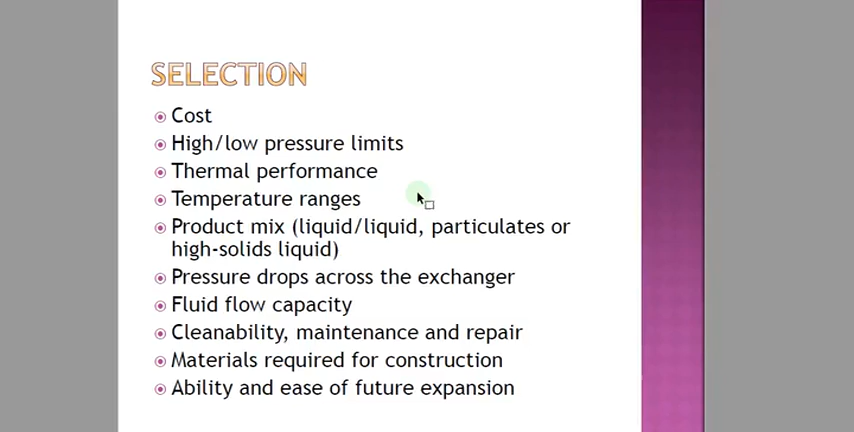 SELECTION
Cost
High/low pressure limits
Thermal performance
Temperature ranges
Product mix (liquid/liquid, particulates or
high-solids liquid)
Pressure drops across the exchanger
Fluid flow capacity
Cleanability, maintenance and repair
Materials required for construction
Ability and ease of future expansion